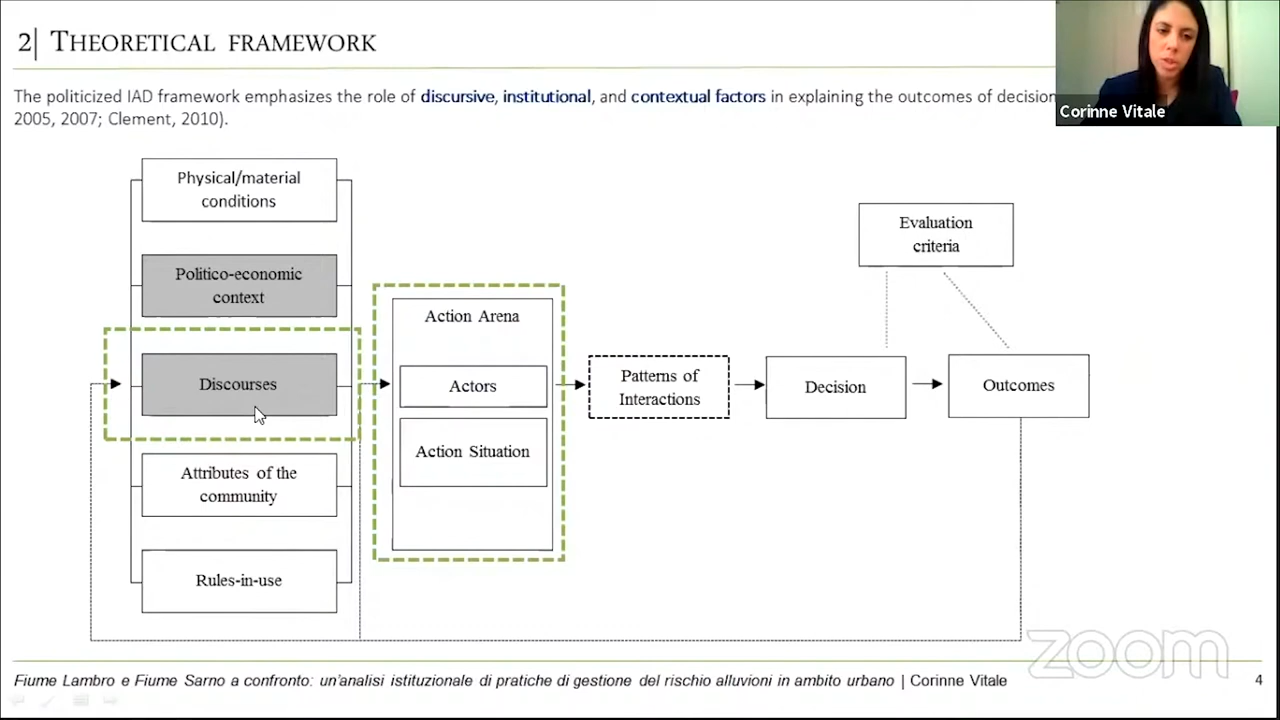 2| THEORETICAL FRAMEWORK
Corinne Vitale
The politicized IAD framework emphasizes the role of discursive, institutional, and contextual factors in explaining the outcomes of decision
2005, 2007; Clement, 2010).
Physical/material
conditions
Politico-economic
context
Discourses
Attributes of the
community
Rules-in-use
Action Arena
Actors
Action Situation
Patterns of
Interactions
Decision
Evaluation
criteria
Outcomes
zoom
Fiume Lambro e Fiume Sarno a confronto: un'analisi istituzionale di pratiche di gestione del rischio alluvioni in ambito urbano | Corinne Vitale
4